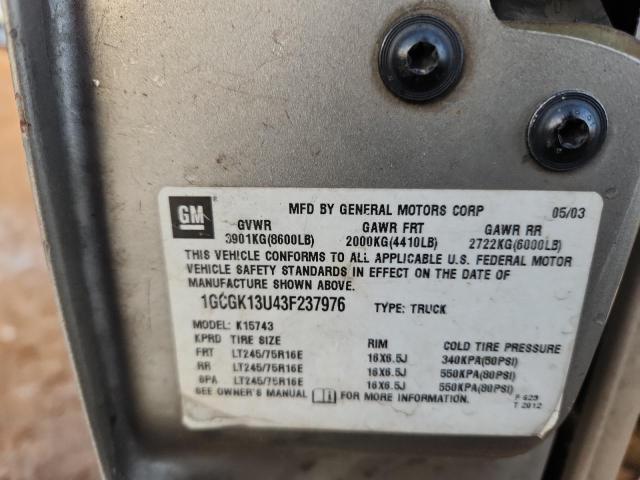 GM MFD BY GENERAL MOTORS CORP 05/03
GVWR GAWR FRT GAWR RR
3901KG(8600LB) 2000KG(4410LB) 2722KG(6000LB)
THIS VEHICLE CONFORMS TO ALL APPLICABLE U.S. FEDERAL MOTOR
VEHICLE SAFETY STANDARDS IN EFFECT ON THE DATE OF
MANUFACTURE SHOWN ABOVE.
1GCGK13U43F237976 TYPE: TRUCK
MODEL: K15743
KPRD TIRE SIZE RIM COLD TIRE PRESSURE
FRT LT245/75R16E 16X6.5J 340KPA(50PSI)
RR LT245/75R16E 16X6.5J 550KPA(80PSI)
SPA LT245/75R16E 16X6.5J 550KPA(80PSI)
SEE OWNER'S MANUAL FOR MORE INFORMATION.
T 2012